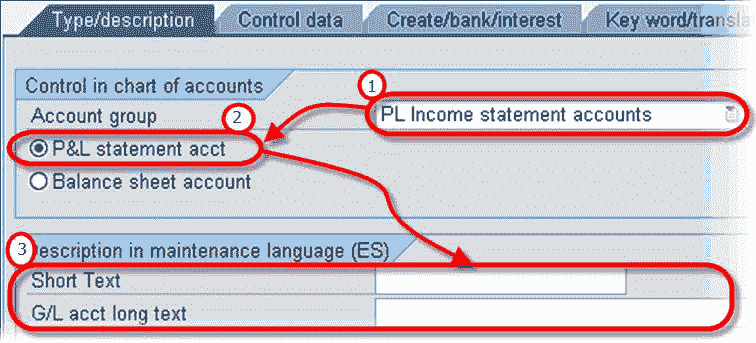 Type/description Control data Create/bank/interest Key word/transla
Control in chart of accounts
1
Account group 2 PL Income statement accounts
P&L statement acct
Balance sheet account
3 escription in maintenance language (ES)
Short Text
G/L acct long text